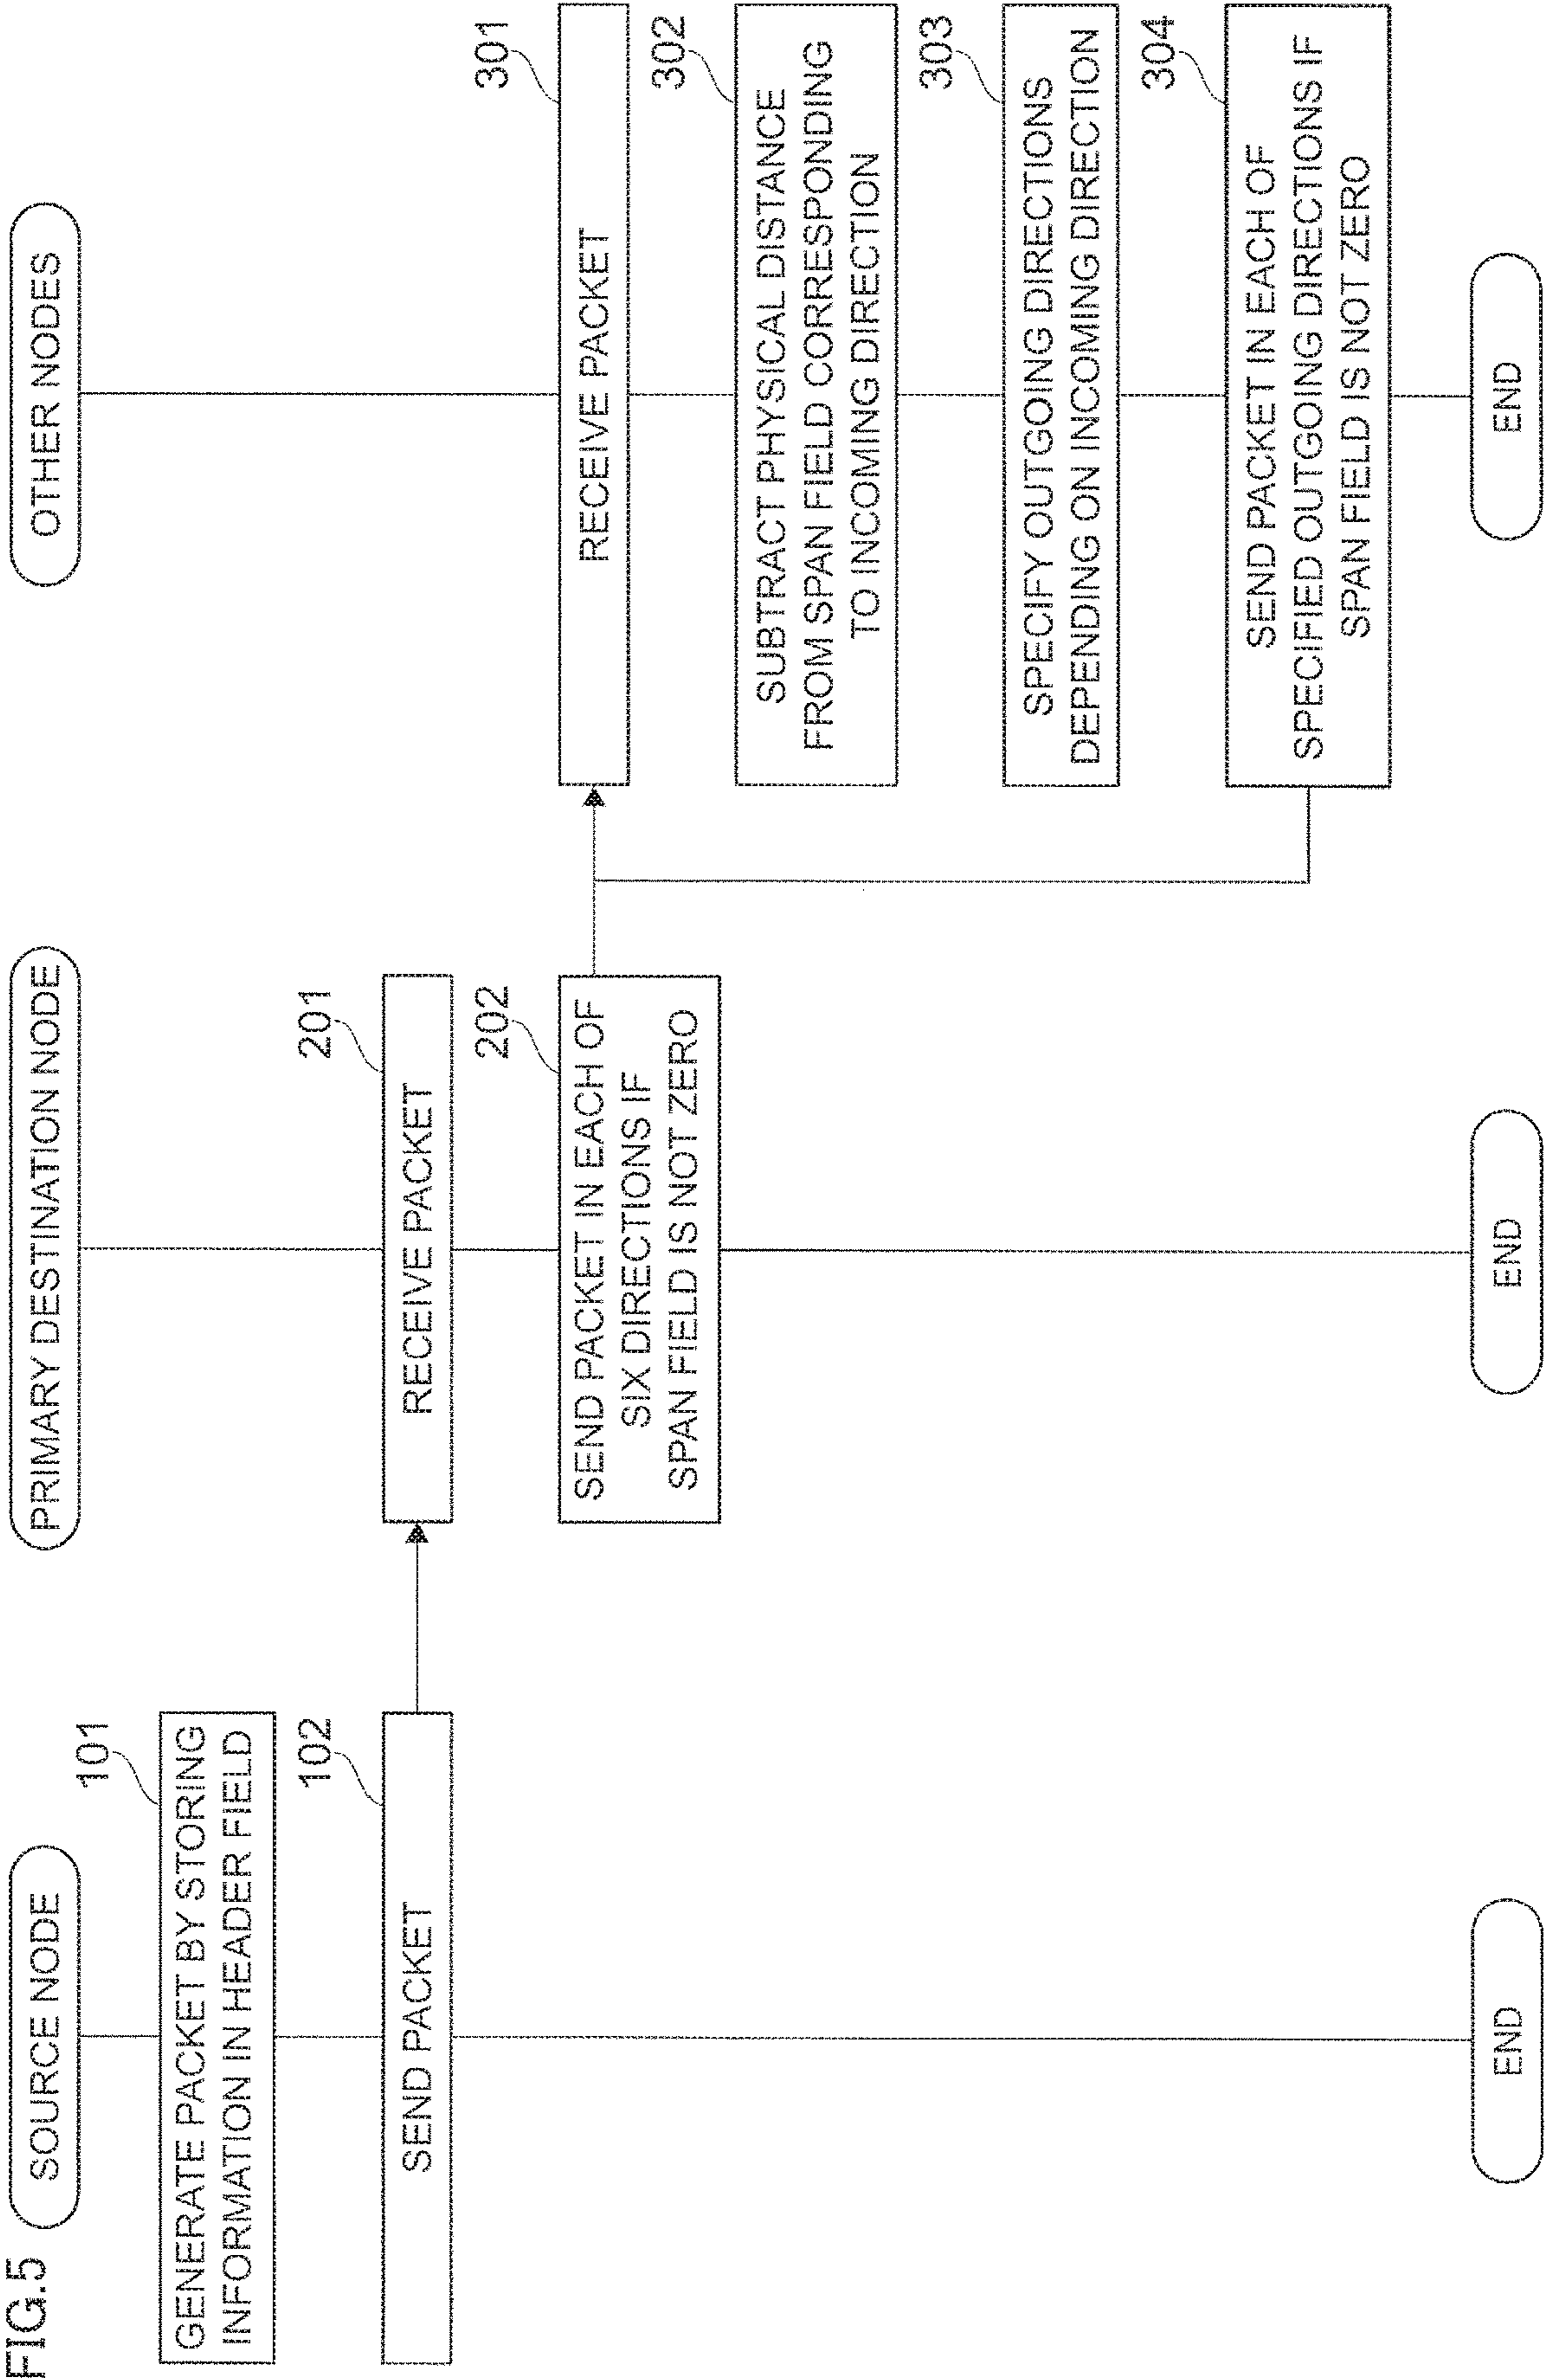 FIG.5
SOURCE NODE
101
GENERATE PACKET BY STORING
INFORMATION IN HEADER FIELD
102
SEND PACKET
END
PRIMARY DESTINATION NODE
201
RECEIVE PACKET
202
SEND PACKET IN EACH OF
SIX DIRECTIONS IF
SPAN FIELD IS NOT ZERO
END
OTHER NODES
301
RECEIVE PACKET
302
SUBTRACT PHYSICAL DISTANCE
FROM SPAN FIELD CORRESPONDING
TO INCOMING DIRECTION
303
SPECIFY OUTGOING DIRECTIONS
DEPENDING ON INCOMING DIRECTION
304
SEND PACKET IN EACH OF
SPECIFIED OUTGOING DIRECTIONS IF
SPAN FIELD IS NOT ZERO
END